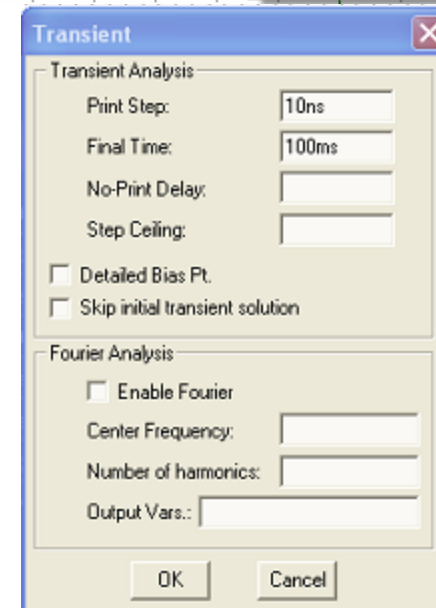 Transient
Transient Analysis
Print Step: 10ns
Final Time: 100ms
No-Print Delay:
Step Ceiling:
Detailed Bias Pt.
Skip initial transient solution
Fourier Analysis
Enable Fourier
Center Frequency:
Number of harmonics:
Output Vars.:
OK Cancel